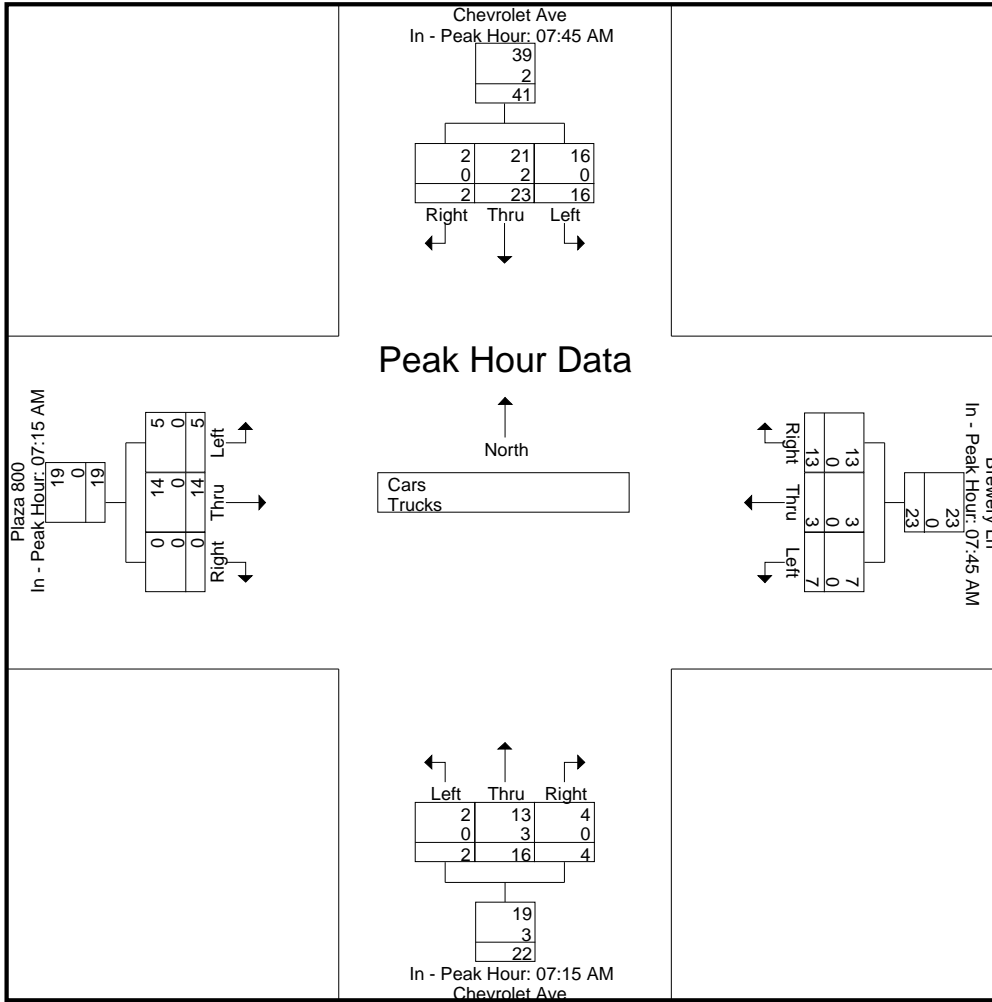 Chevrolet Ave
In - Peak Hour: 07:45 AM
39
2
41
2 21 16
0 2 0
2 23 16
Right Thru Left
Peak Hour Data
North
Cars
Trucks
Plaza 800
In - Peak Hour: 07:15 AM
19
0
19
5 0 5
14 0 14
0 0 0
Left
Thru
Right
Right
Thru
Left
13 0 13
3 0 3
7 0 7
23
0
23
In - Peak Hour: 07:45 AM
Brewery Ln
Left Thru Right
2 13 4
0 3 0
2 16 4
19
3
22
In - Peak Hour: 07:15 AM
Chevrolet Ave